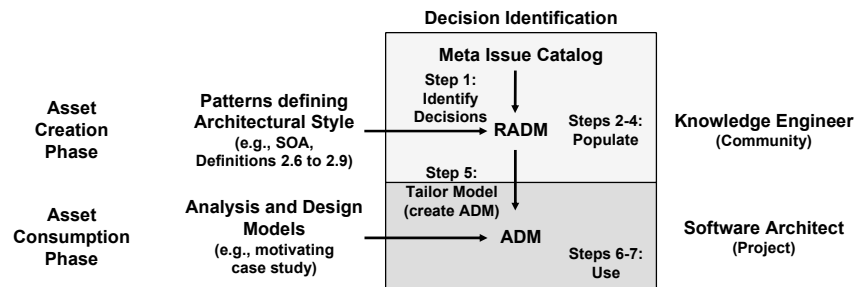 Decision Identification
Meta Issue Catalog
Step 1:
Identify
Decisions
Asset
Creation
Phase
Patterns defining
Architectural Style
(e.g., SOA,
Definitions 2.6 to 2.9)
RADM
Steps 2-4:
Populate
Knowledge Engineer
(Community)
Step 5:
Tailor Model
(create ADM)
Asset
Consumption
Phase
Analysis and Design
Models
(e.g., motivating
case study)
ADM
Steps 6-7:
Use
Software Architect
(Project)